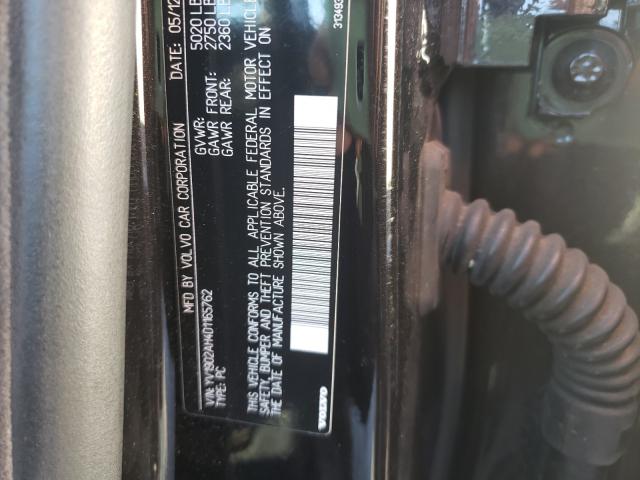 MFD BY VOLVO CAR CORPORATION DATE: 05/12
GVWR: 5020 LB
GAWR FRONT: 2750 LB
GAWR REAR: 2360 LB
THIS VEHICLE CONFORMS TO ALL APPLICABLE FEDERAL MOTOR VEHICLE
SAFETY, BUMPER AND THEFT PREVENTION STANDARDS IN EFFECT ON
THE DATE OF MANUFACTURE SHOWN ABOVE.
VIN: YV1902AH4D1165762
TYPE: PC
VOLVO